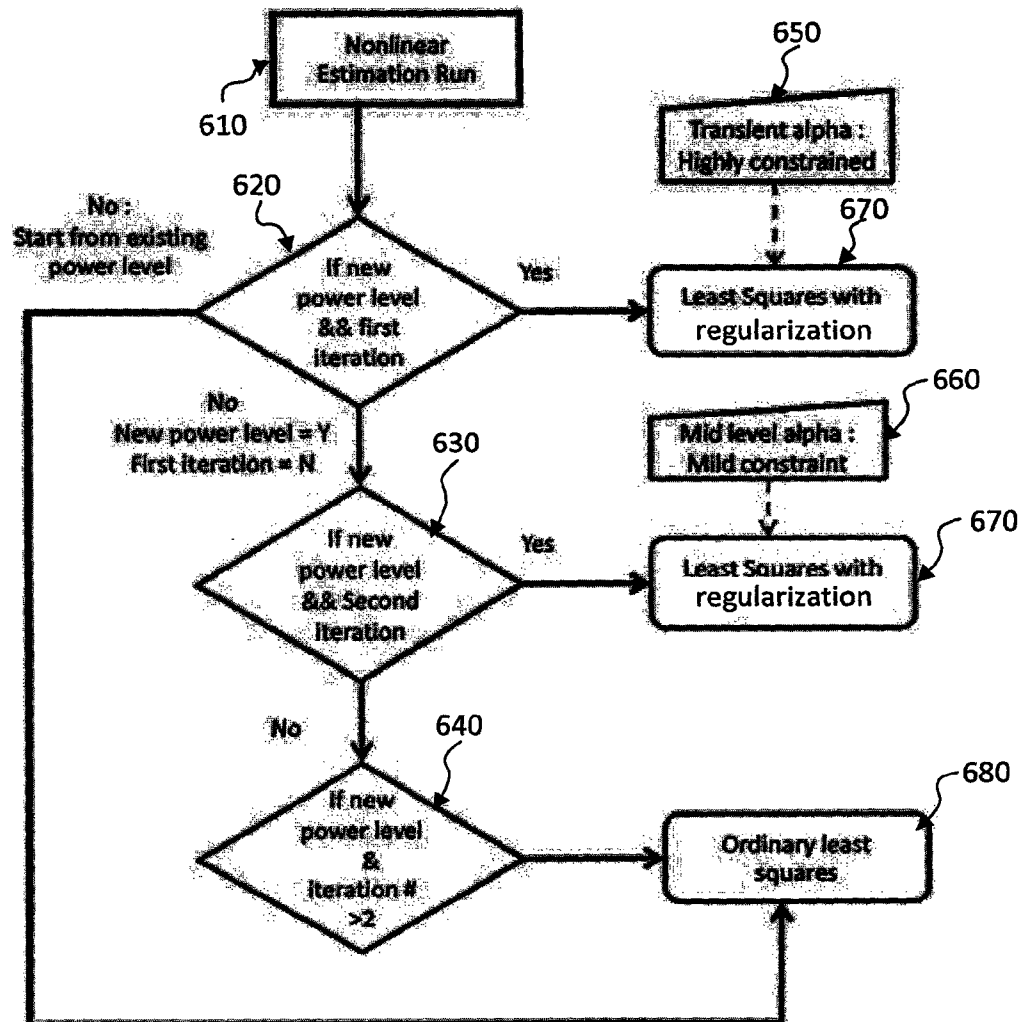 Nonlinear
Estimation Run
610
650
Transient alpha :
Highly constrained
620
670
No :
Start from existing
power level
If new
power level
&& first
iteration
Yes
Least Squares with
regularization
660
No
New power level = Y
First iteration = N
Mid level alpha :
Mild constraint
630
670
If new
power level
&& Second
iteration
Yes
Least Squares with
regularization
No
640
If new
power level
&
iteration #
>2
680
Ordinary least
squares